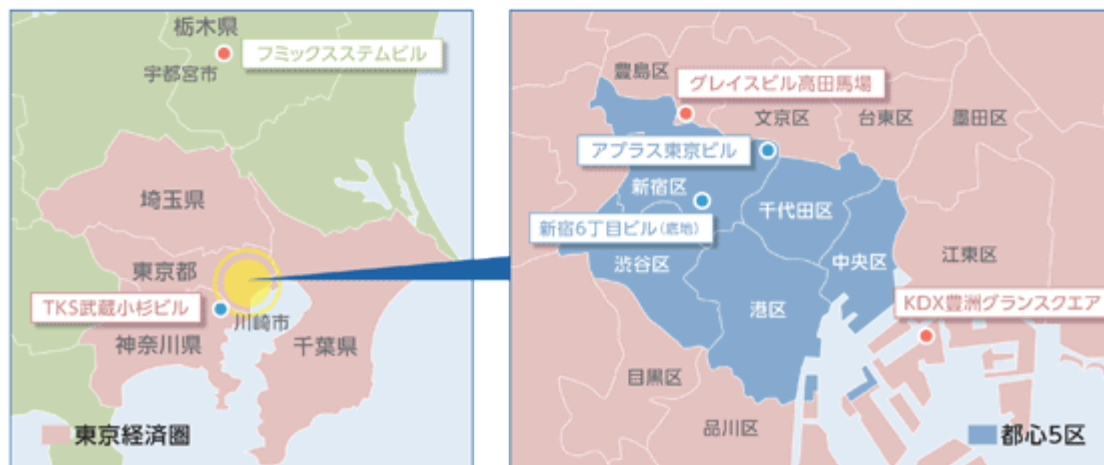 栃木県
フミックスステムビル
宇都宮市
埼玉県
東京都
TKS武蔵小杉ビル
川崎市
神奈川県
千葉県
東京経済圏
豊島区
グレイスビル高田馬場
文京区
台東区
墨田区
アプラス東京ビル
新宿区
千代田区
新宿6丁目ビル(底地)
渋谷区
中央区
江東区
港区
KDX豊洲グランスクエア
目黒区
品川区
都心5区